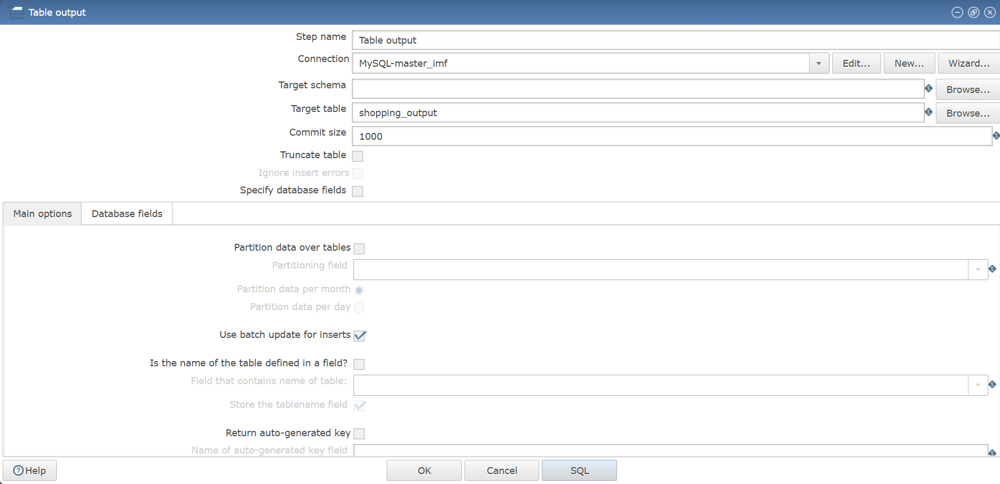 Table output
Step name Table output
Connection MySQL-master_imf Edit... New... Wizard...
Target schema Browse...
Target table shopping_output Browse...
Commit size 1000
Truncate table
Ignore insert errors
Specify database fields
Main options Database fields
Partition data over tables
Partitioning field
Partition data per month
Partition data per day
Use batch update for inserts
Is the name of the table defined in a field?
Field that contains name of table:
Store the tablename field
Return auto-generated key
Name of auto-generated key field
Help OK Cancel SQL